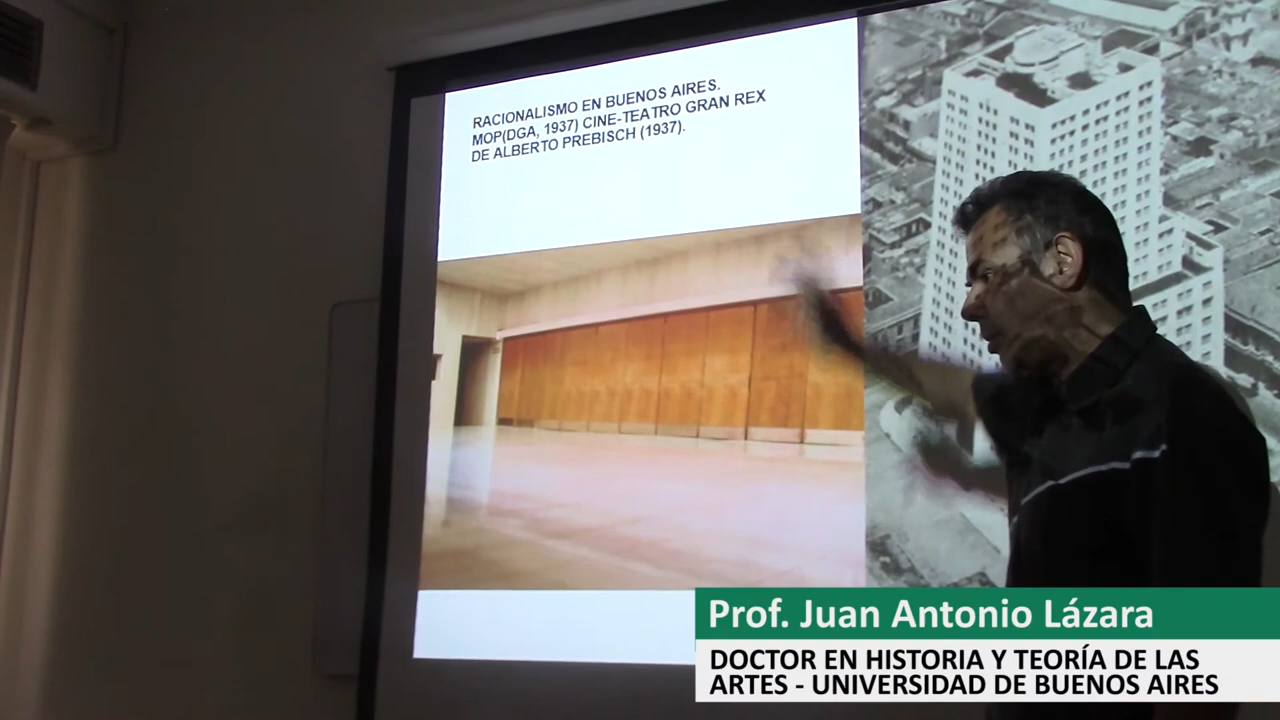 RACIONALISMO EN BUENOS AIRES.
MOP(DGA, 1937) CINE-TEATRO GRAN REX
DE ALBERTO PREBISCH (1937).
Prof. Juan Antonio Lázara
DOCTOR EN HISTORIA Y TEORÍA DE LAS
ARTES - UNIVERSIDAD DE BUENOS AIRES